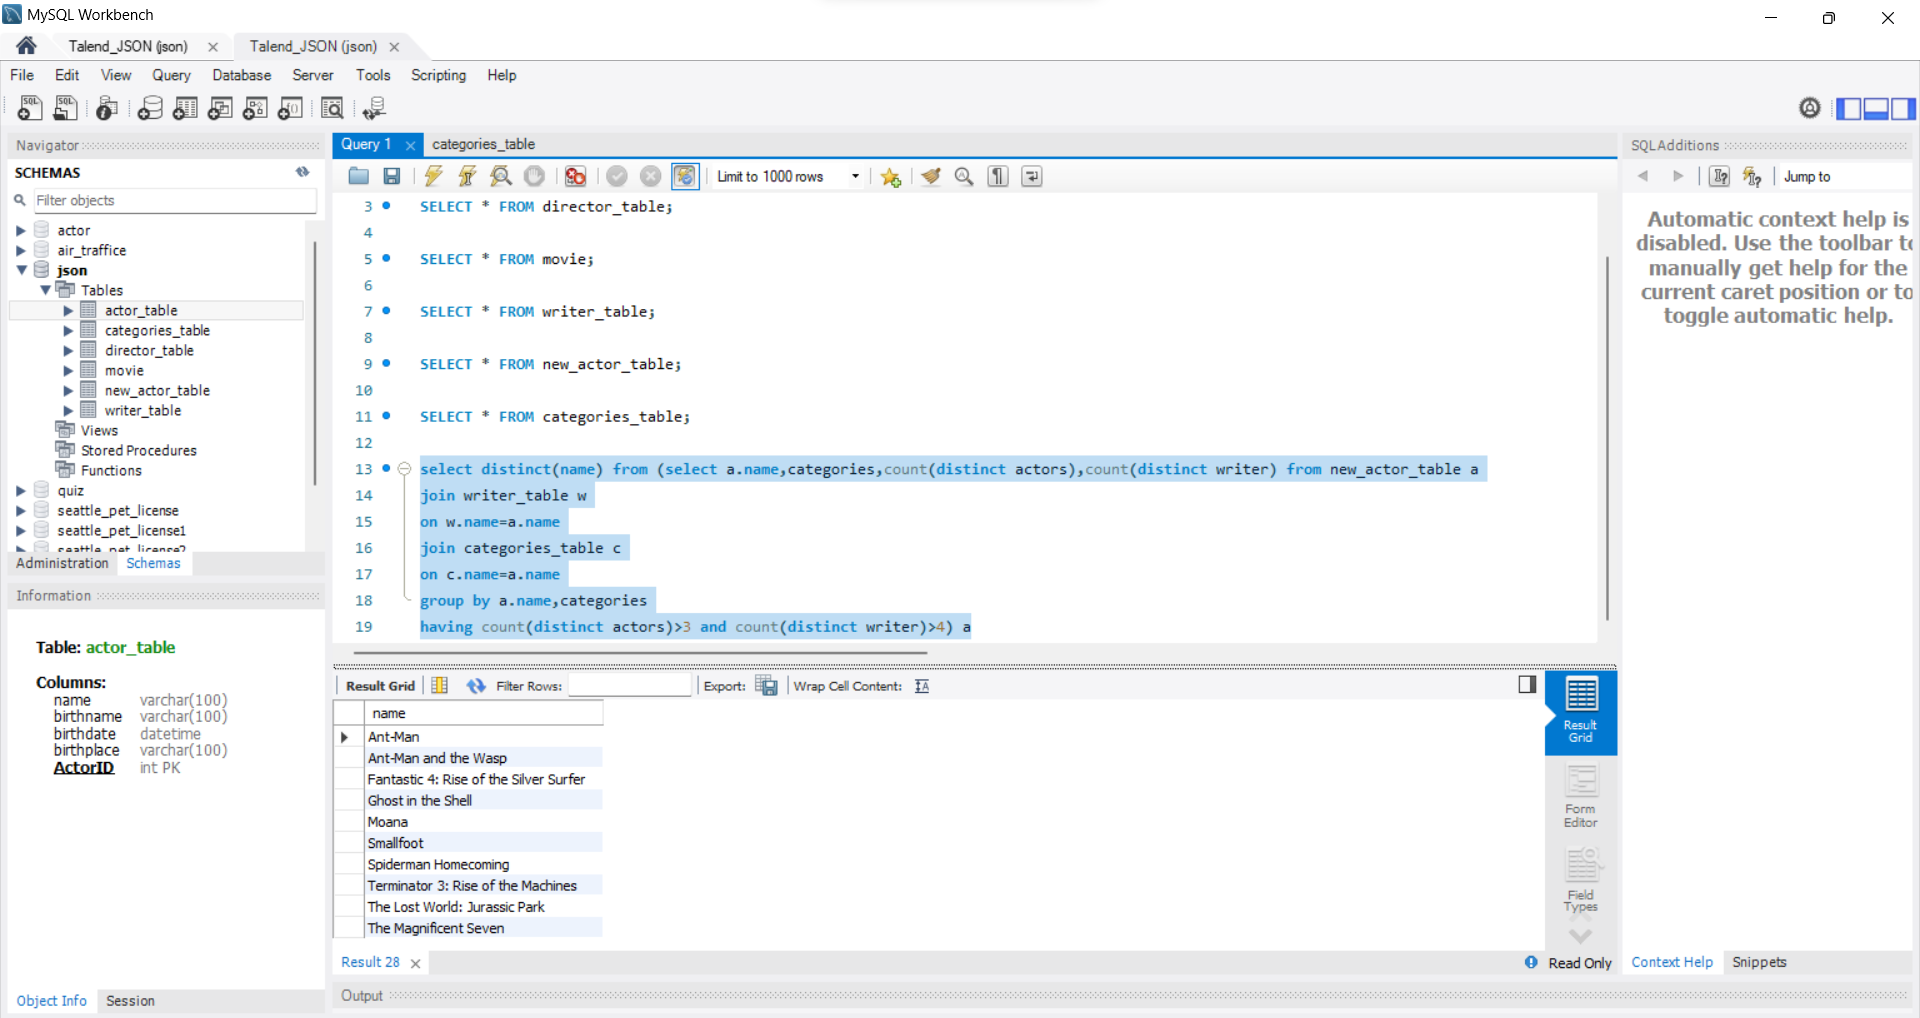 MySQL Workbench
Talend_JSON (json)
Talend_JSON (json)
File Edit View Query Database Server Tools Scripting Help
Navigator
SCHEMAS
Filter objects
actor
air_traffice
json
Tables
actor_table
categories_table
director_table
movie
new_actor_table
writer_table
Views
Stored Procedures
Functions
quiz
seattle_pet_license
seattle_pet_license1
seattle_pet_license2
Administration Schemas
Information
Table: actor_table
Columns:
name varchar(100)
birthname varchar(100)
birthdate datetime
birthplace varchar(100)
ActorID int PK
Object Info Session
Query 1 categories_table
Limit to 1000 rows
3 SELECT * FROM director_table;
4
5 SELECT * FROM movie;
6
7 SELECT * FROM writer_table;
8
9 SELECT * FROM new_actor_table;
10
11 SELECT * FROM categories_table;
12
13 select distinct(name) from (select a.name,categories,count(distinct actors),count(distinct writer) from new_actor_table a
14 join writer_table w
15 on w.name=a.name
16 join categories_table c
17 on c.name=a.name
18 group by a.name,categories
19 having count(distinct actors)>3 and count(distinct writer)>4) a
Result Grid Filter Rows: Export: Wrap Cell Content:
name
Ant-Man
Ant-Man and the Wasp
Fantastic 4: Rise of the Silver Surfer
Ghost in the Shell
Moana
Smallfoot
Spiderman Homecoming
Terminator 3: Rise of the Machines
The Lost World: Jurassic Park
The Magnificent Seven
Result
Grid
Form
Editor
Field
Types
Result 28
Read Only
Output
SQLAdditions
Jump to
Automatic context help is
disabled. Use the toolbar to
manually get help for the
current caret position or to
toggle automatic help.
Context Help Snippets